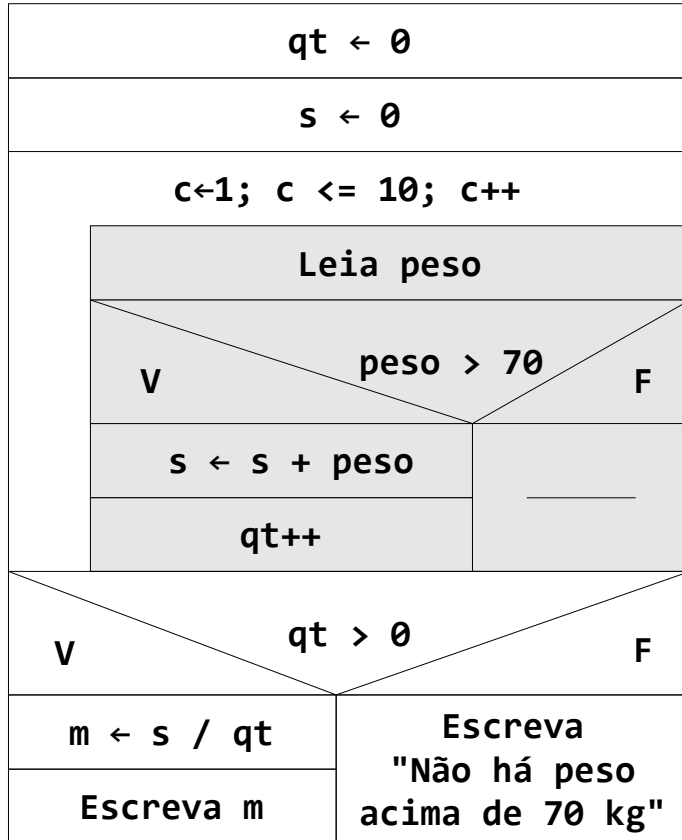 qt ← 0
s ← 0
c←1; c <= 10; c++
Leia peso
peso > 70
V
F
s ← s + peso
qt++
qt > 0
V
F
m ← s / qt
Escreva m
Escreva
"Não há peso
acima de 70 kg"